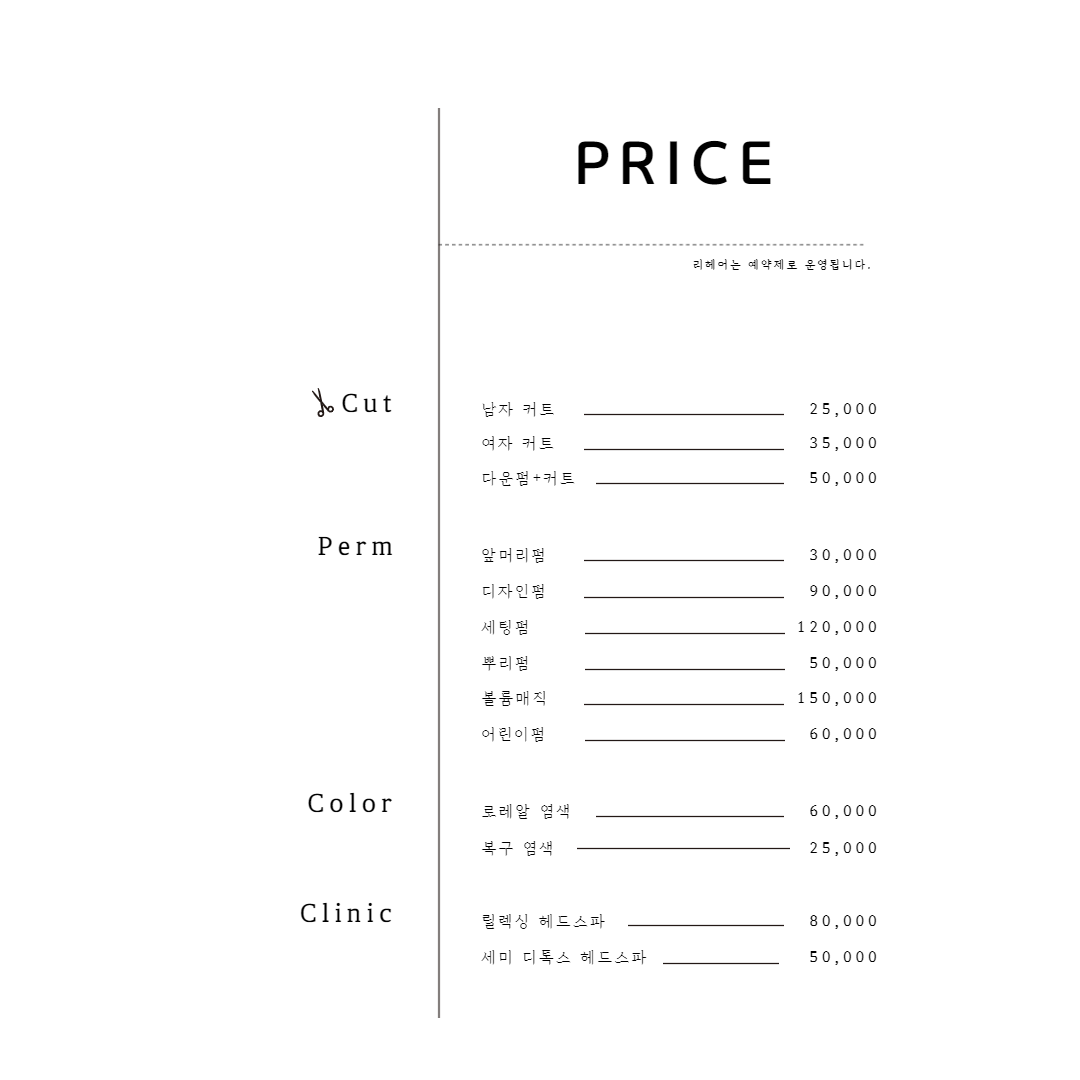 PRICE
리헤어는 예약제로 운영됩니다.
Cut
남자 커트 25,000
여자 커트 35,000
다운펌+커트 50,000
Perm
앞머리펌 30,000
디자인펌 90,000
세팅펌 120,000
뿌리펌 50,000
볼륨매직 150,000
어린이펌 60,000
Color
로레알 염색 60,000
복구 염색 25,000
Clinic
릴렉싱 헤드스파 80,000
세미 디톡스 헤드스파 50,000